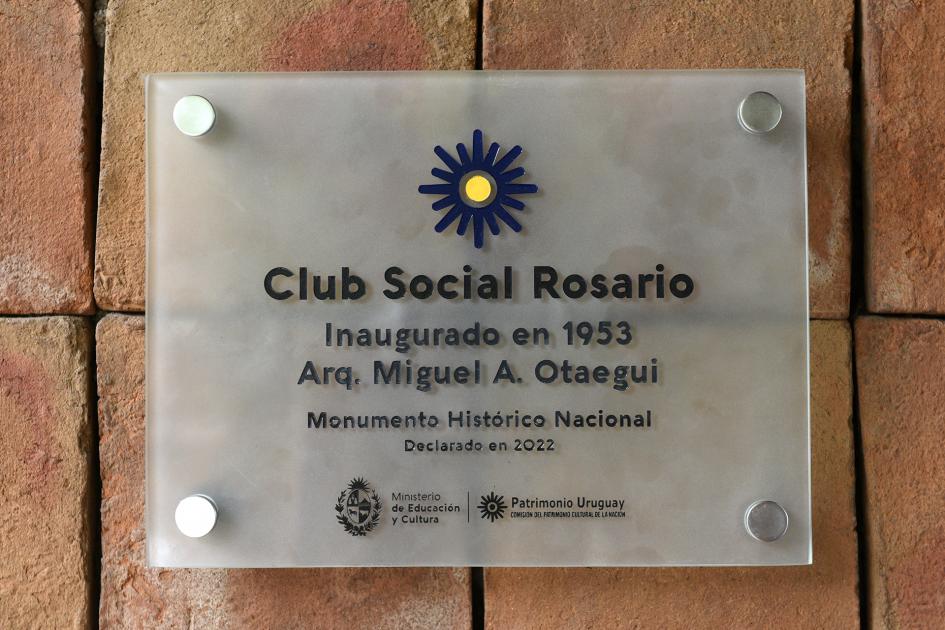 Club Social Rosario
Inaugurado en 1953
Arq. Miguel A. Otaegui
Monumento Histórico Nacional
Declarado en 2022
Ministerio
de Educación
y Cultura
Patrimonio Uruguay
COMISIÓN DEL PATRIMONIO CULTURAL DE LA NACIÓN